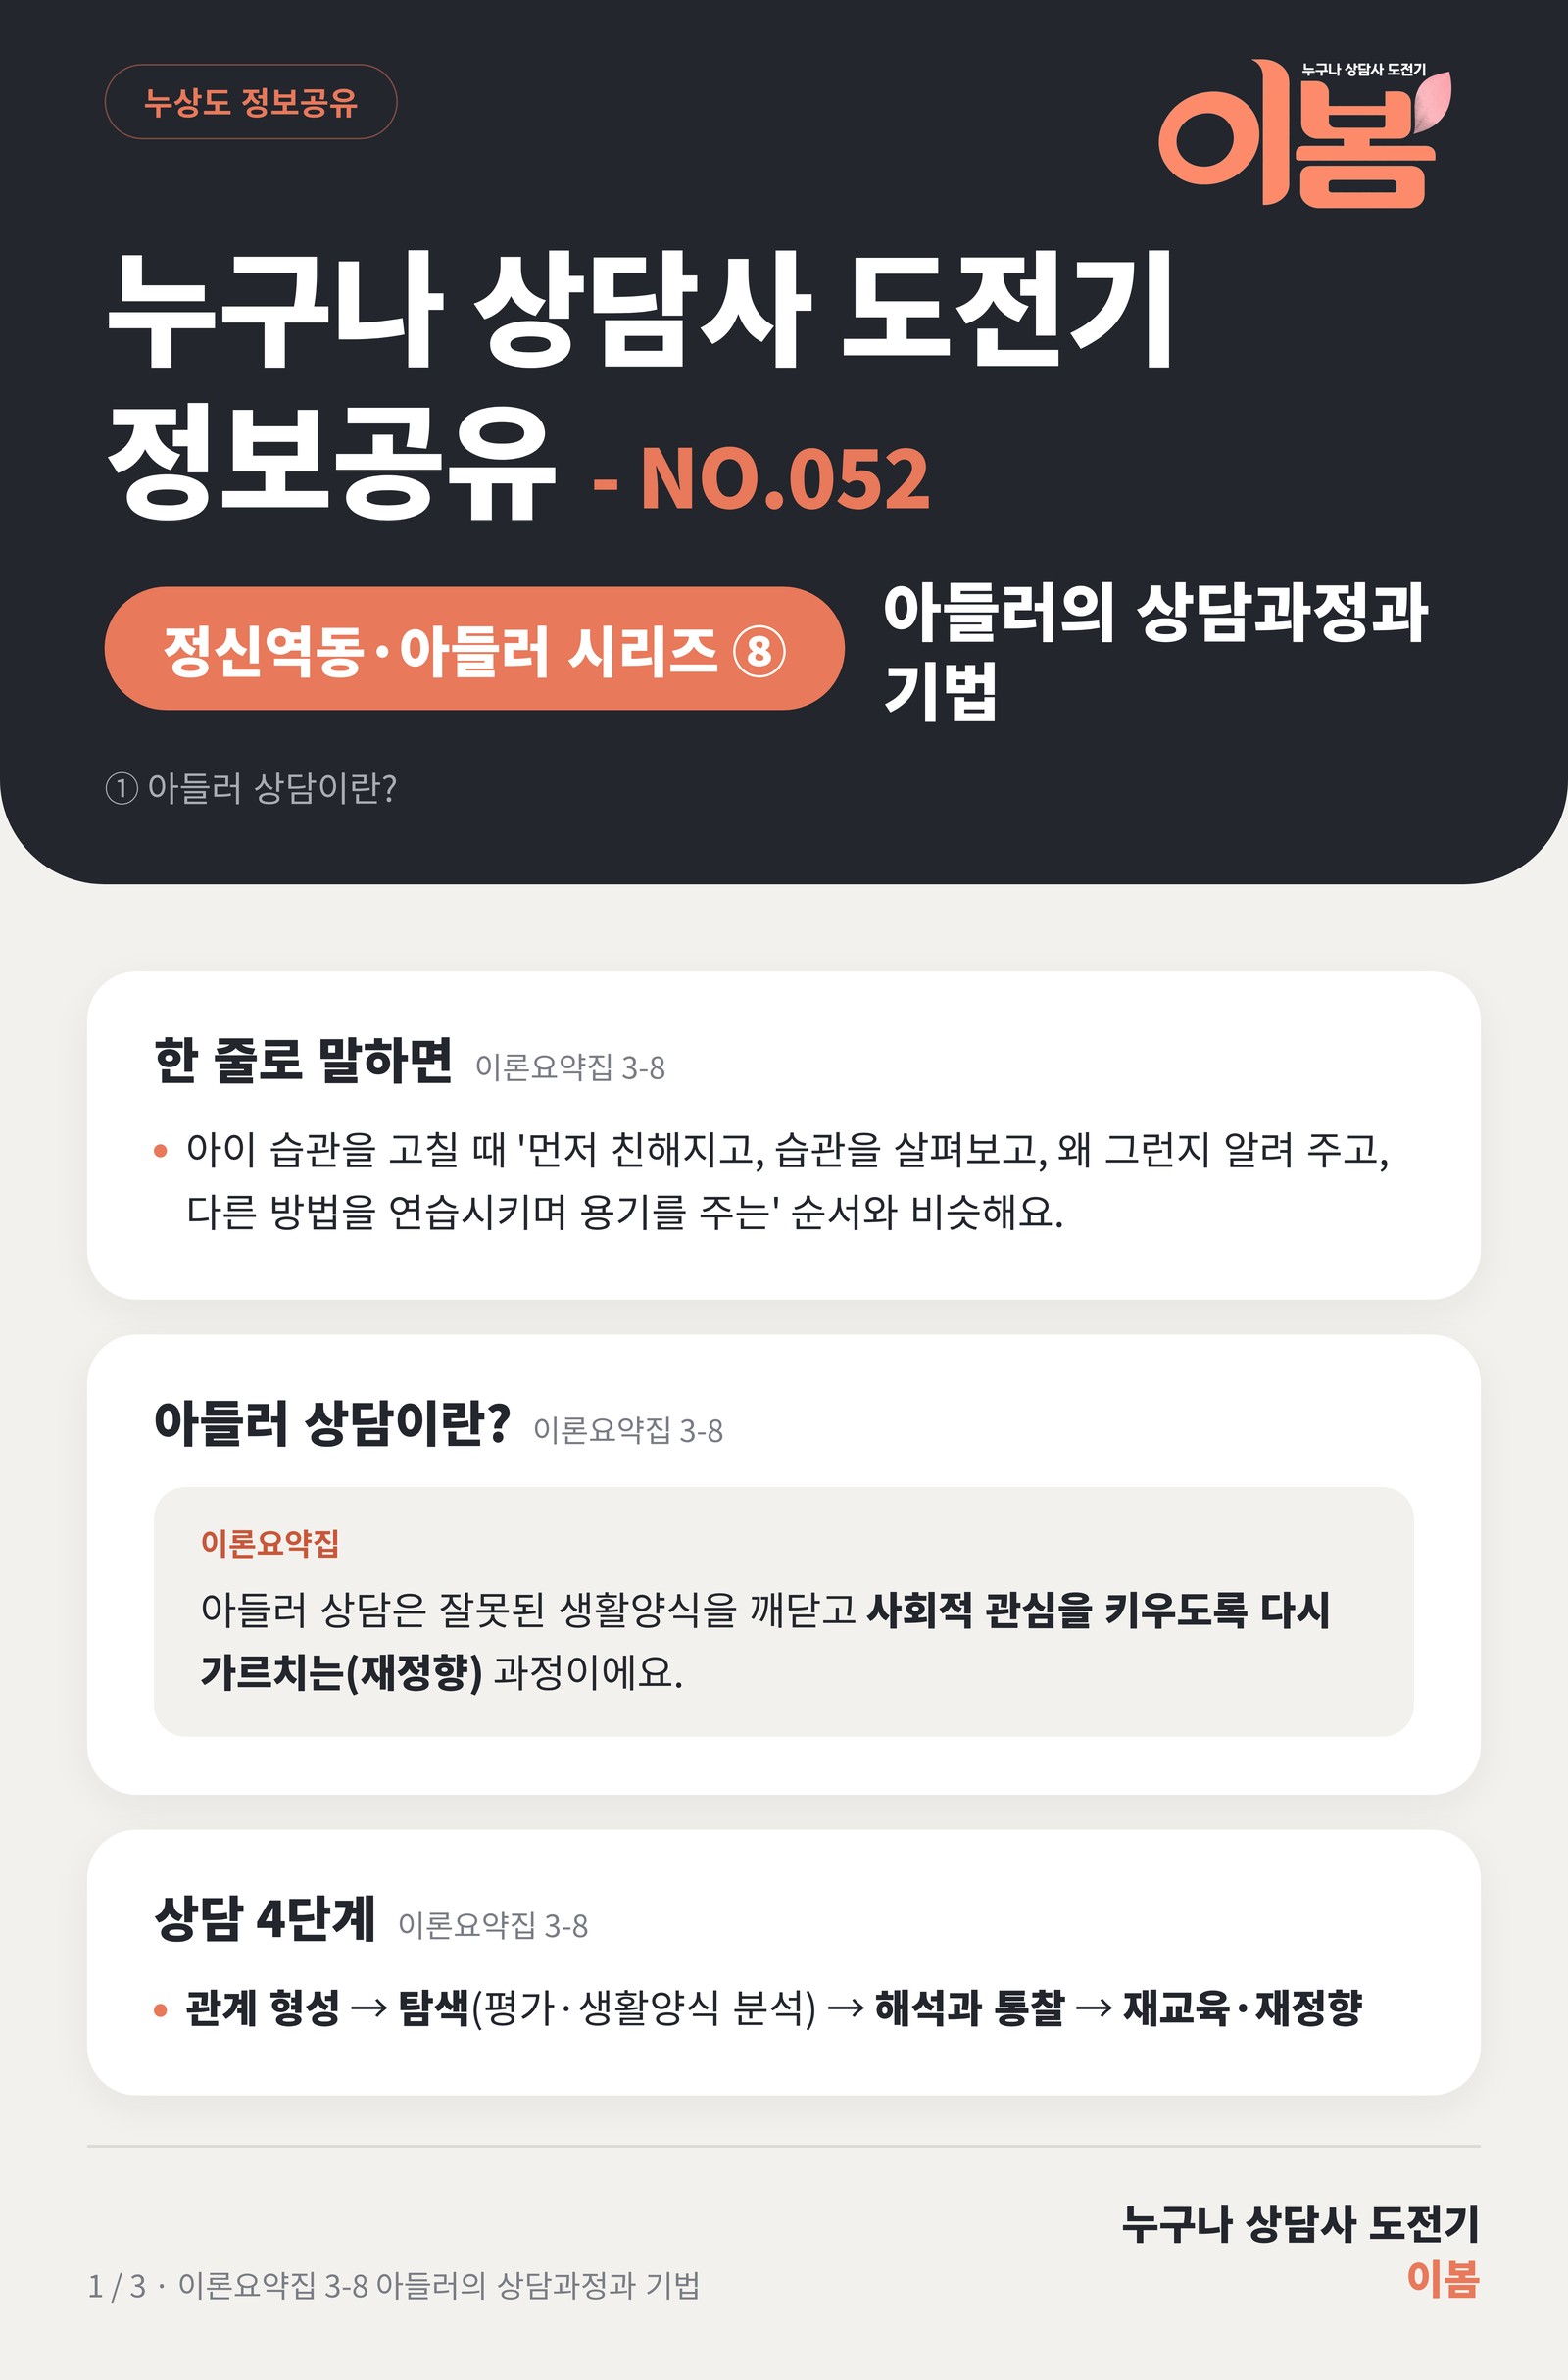 누상도 정보공유
누구나 상담사 도전기
이봄
누구나 상담사 도전기
정보공유 - NO.052
정신역동·아들러 시리즈 ⑧
아들러의 상담과정과
기법
① 아들러 상담이란?
한 줄로 말하면 이론요약집 3-8
• 아이 습관을 고칠 때 '먼저 친해지고, 습관을 살펴보고, 왜 그런지 알려 주고,
다른 방법을 연습시키며 용기를 주는' 순서와 비슷해요.
아들러 상담이란? 이론요약집 3-8
이론요약집
아들러 상담은 잘못된 생활양식을 깨닫고 사회적 관심을 키우도록 다시
가르치는(재정향) 과정이에요.
상담 4단계 이론요약집 3-8
• 관계 형성 → 탐색(평가·생활양식 분석) → 해석과 통찰 → 재교육·재정향
누구나 상담사 도전기
1 / 3 · 이론요약집 3-8 아들러의 상담과정과 기법
이봄